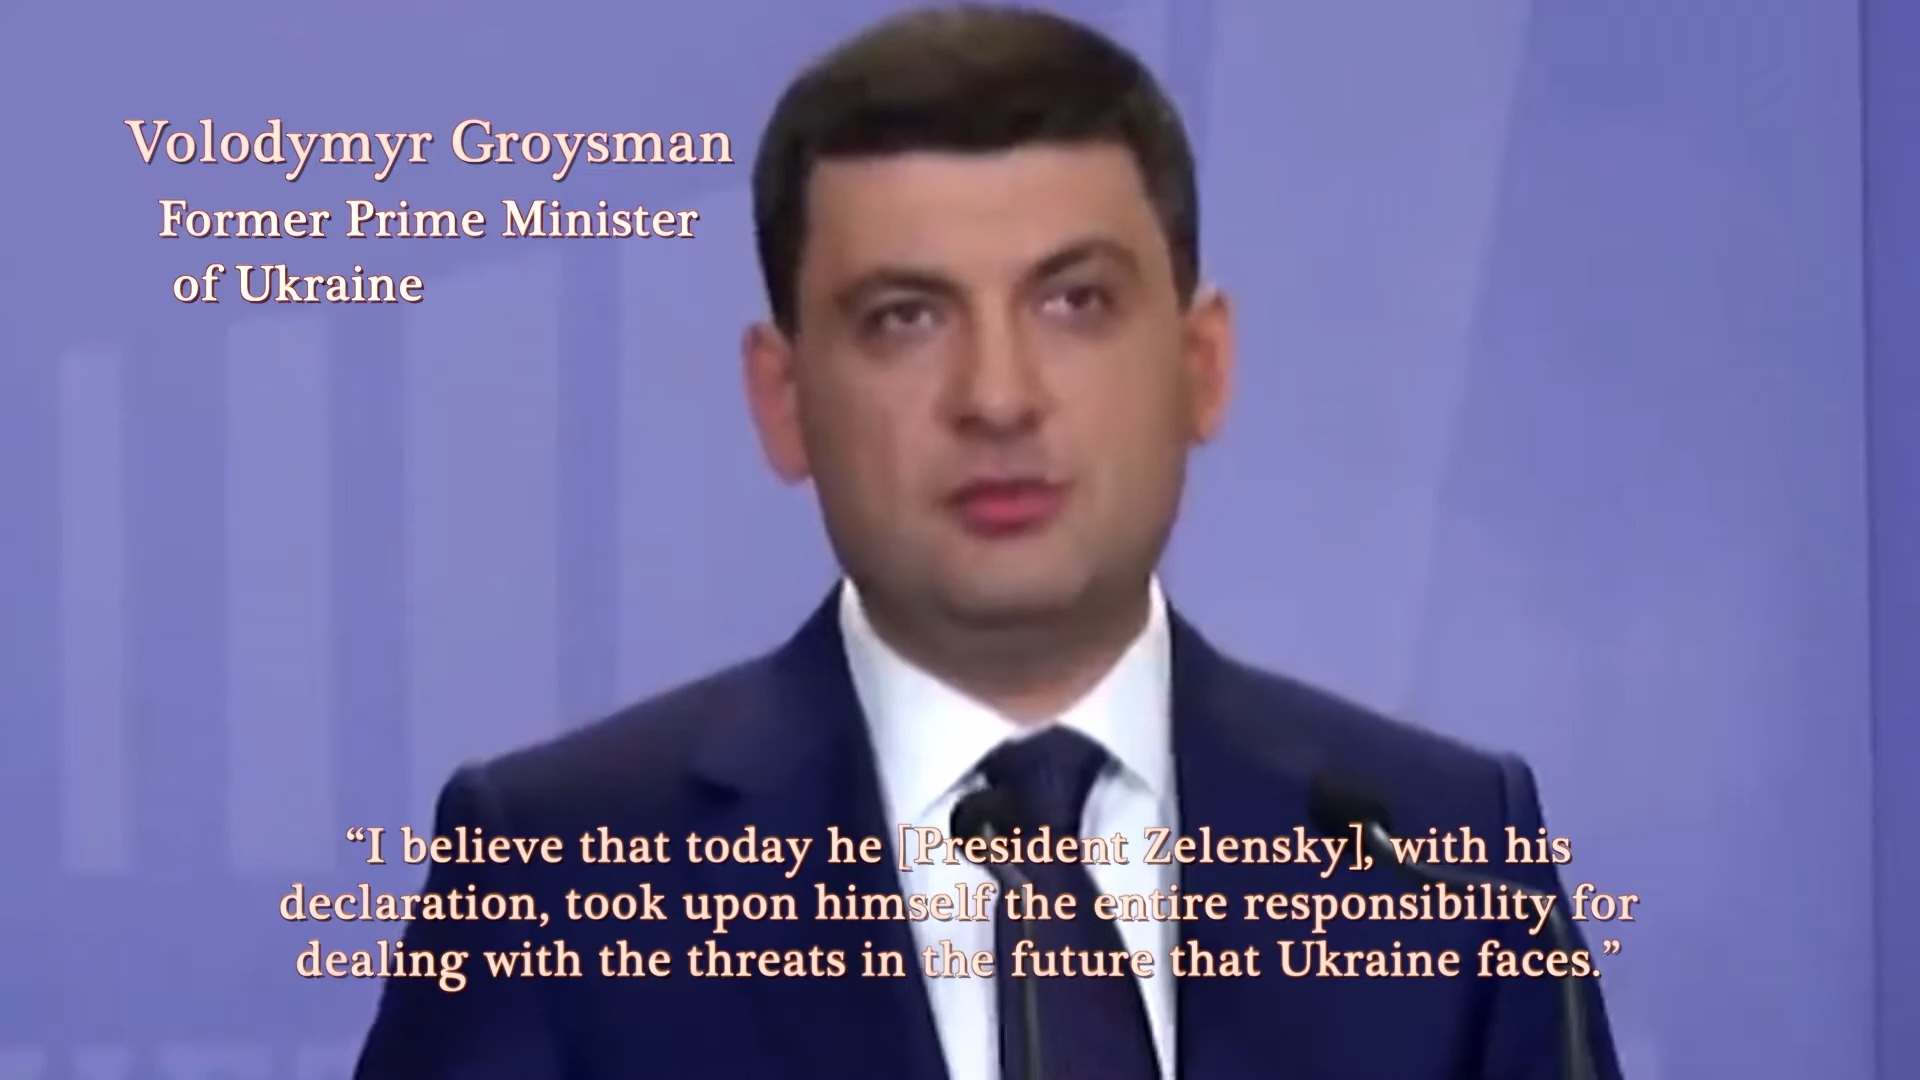 Volodymyr Groysman
Former Prime Minister
of Ukraine
“I believe that today he [President Zelensky], with his
declaration, took upon himself the entire responsibility for
dealing with the threats in the future that Ukraine faces.”